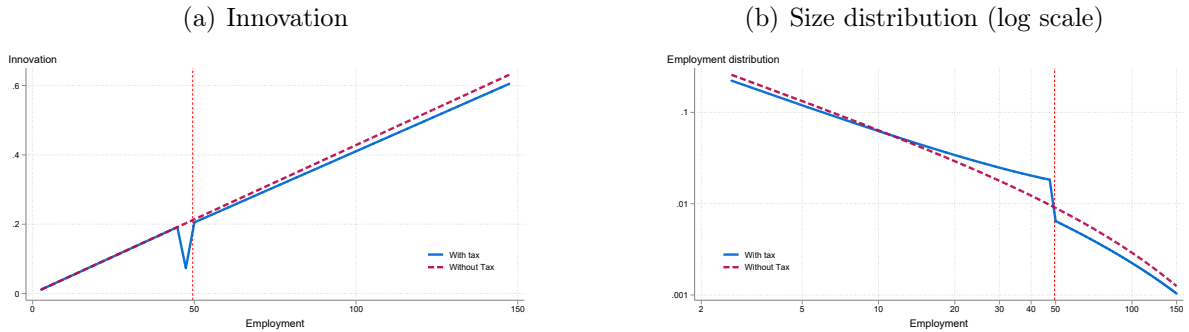 (a) Innovation
Innovation
.6
.4
.2
0
0 50 100 150
Employment
With tax
Without Tax
(b) Size distribution (log scale)
Employment distribution
.1
.01
.001
2 5 10 20 30 40 50 100 150
Employment
With tax
Without Tax